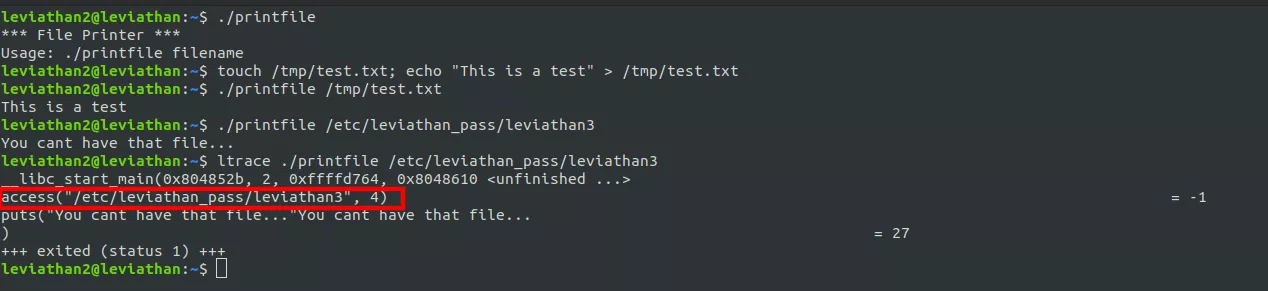 leviathan2@leviathan:~$ ./printfile
*** File Printer ***
Usage: ./printfile filename
leviathan2@leviathan:~$ touch /tmp/test.txt; echo "This is a test" > /tmp/test.txt
leviathan2@leviathan:~$ ./printfile /tmp/test.txt
This is a test
leviathan2@leviathan:~$ ./printfile /etc/leviathan_pass/leviathan3
You cant have that file...
leviathan2@leviathan:~$ ltrace ./printfile /etc/leviathan_pass/leviathan3
__libc_start_main(0x804852b, 2, 0xffffd764, 0x8048610 <unfinished ...>
access("/etc/leviathan_pass/leviathan3", 4) = -1
puts("You cant have that file..."You cant have that file...
) = 27
+++ exited (status 1) +++
leviathan2@leviathan:~$